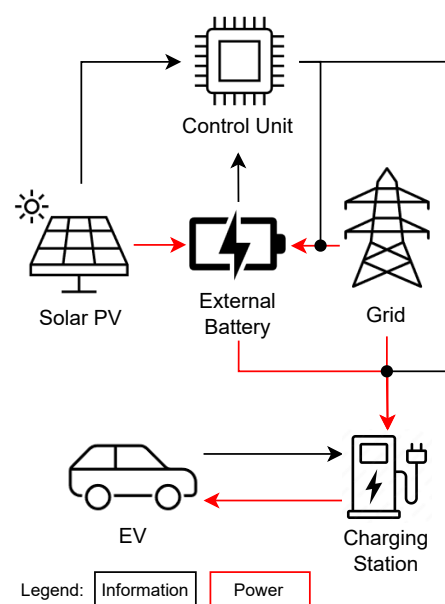 Control Unit
Solar PV
External
Battery
Grid
EV
Charging
Station
Legend:
Information
Power